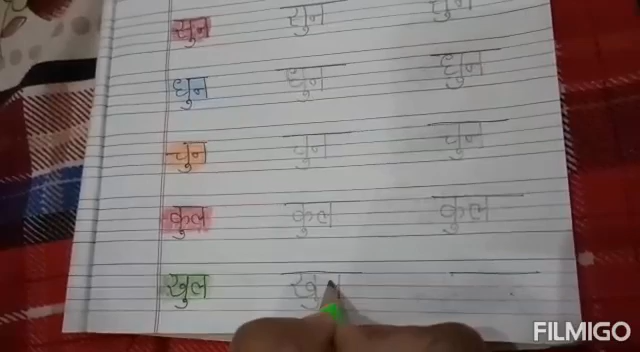 सुन सुन सुन
धुन धुन धुन
चुन चुन चुन
कुल कुल कुल
खुल
FILMIGO